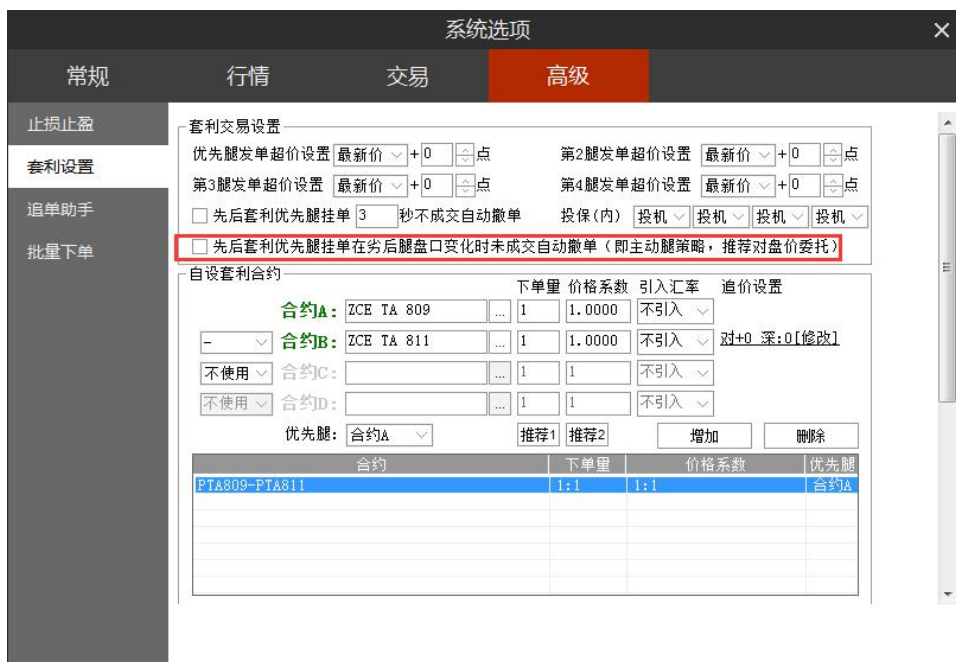 系统选项
常规 行情 交易 高级
止损止盈
套利设置
追单助手
批量下单
套利交易设置
优先腿发单超价设置 最新价 +0 点 第2腿发单超价设置 最新价 +0 点
第3腿发单超价设置 最新价 +0 点 第4腿发单超价设置 最新价 +0 点
先后套利优先腿挂单 3 秒不成交自动撤单 投保(内) 投机 投机 投机 投机
先后套利优先腿挂单在劣后腿盘口变化时未成交自动撤单(即主动腿策略,推荐对盘价委托)
自设套利合约
下单量 价格系数 引入汇率 追价设置
合约A: ZCE TA 809 ... 1 1.0000 不引入
- 合约B: ZCE TA 811 ... 1 1.0000 不引入 对+0 深:0[修改]
不使用 合约C: ... 1 1 不引入
不使用 合约D: ... 1 1 不引入
优先腿: 合约A 推荐1 推荐2 增加 删除
合约 下单量 价格系数 优先腿
PTA809-PTA811 1:1 1:1 合约A